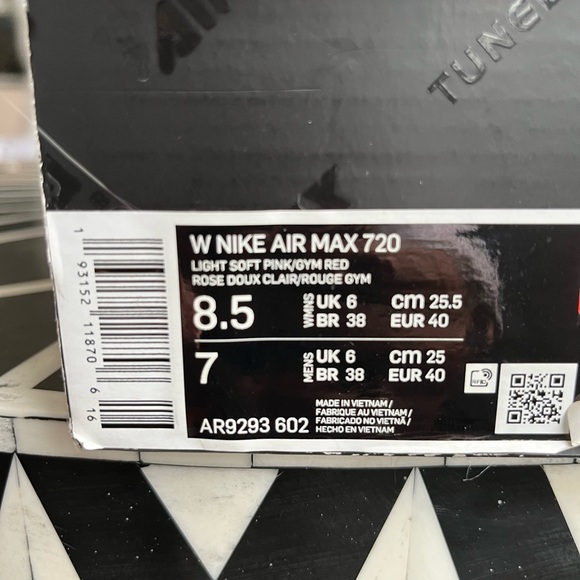 AIR
TUNED
W NIKE AIR MAX 720
LIGHT SOFT PINK/GYM RED
ROSE DOUX CLAIR/ROUGE GYM
8.5 WMNS UK 6 CM 25.5
BR 38 EUR 40
7 MENS UK 6 CM 25
BR 38 EUR 40
AR9293 602
MADE IN VIETNAM /
FABRIQUE AU VIETNAM /
FABRICADO NO VIETNÃ /
HECHO EN VIETNAM
1 93152 11870 6 16